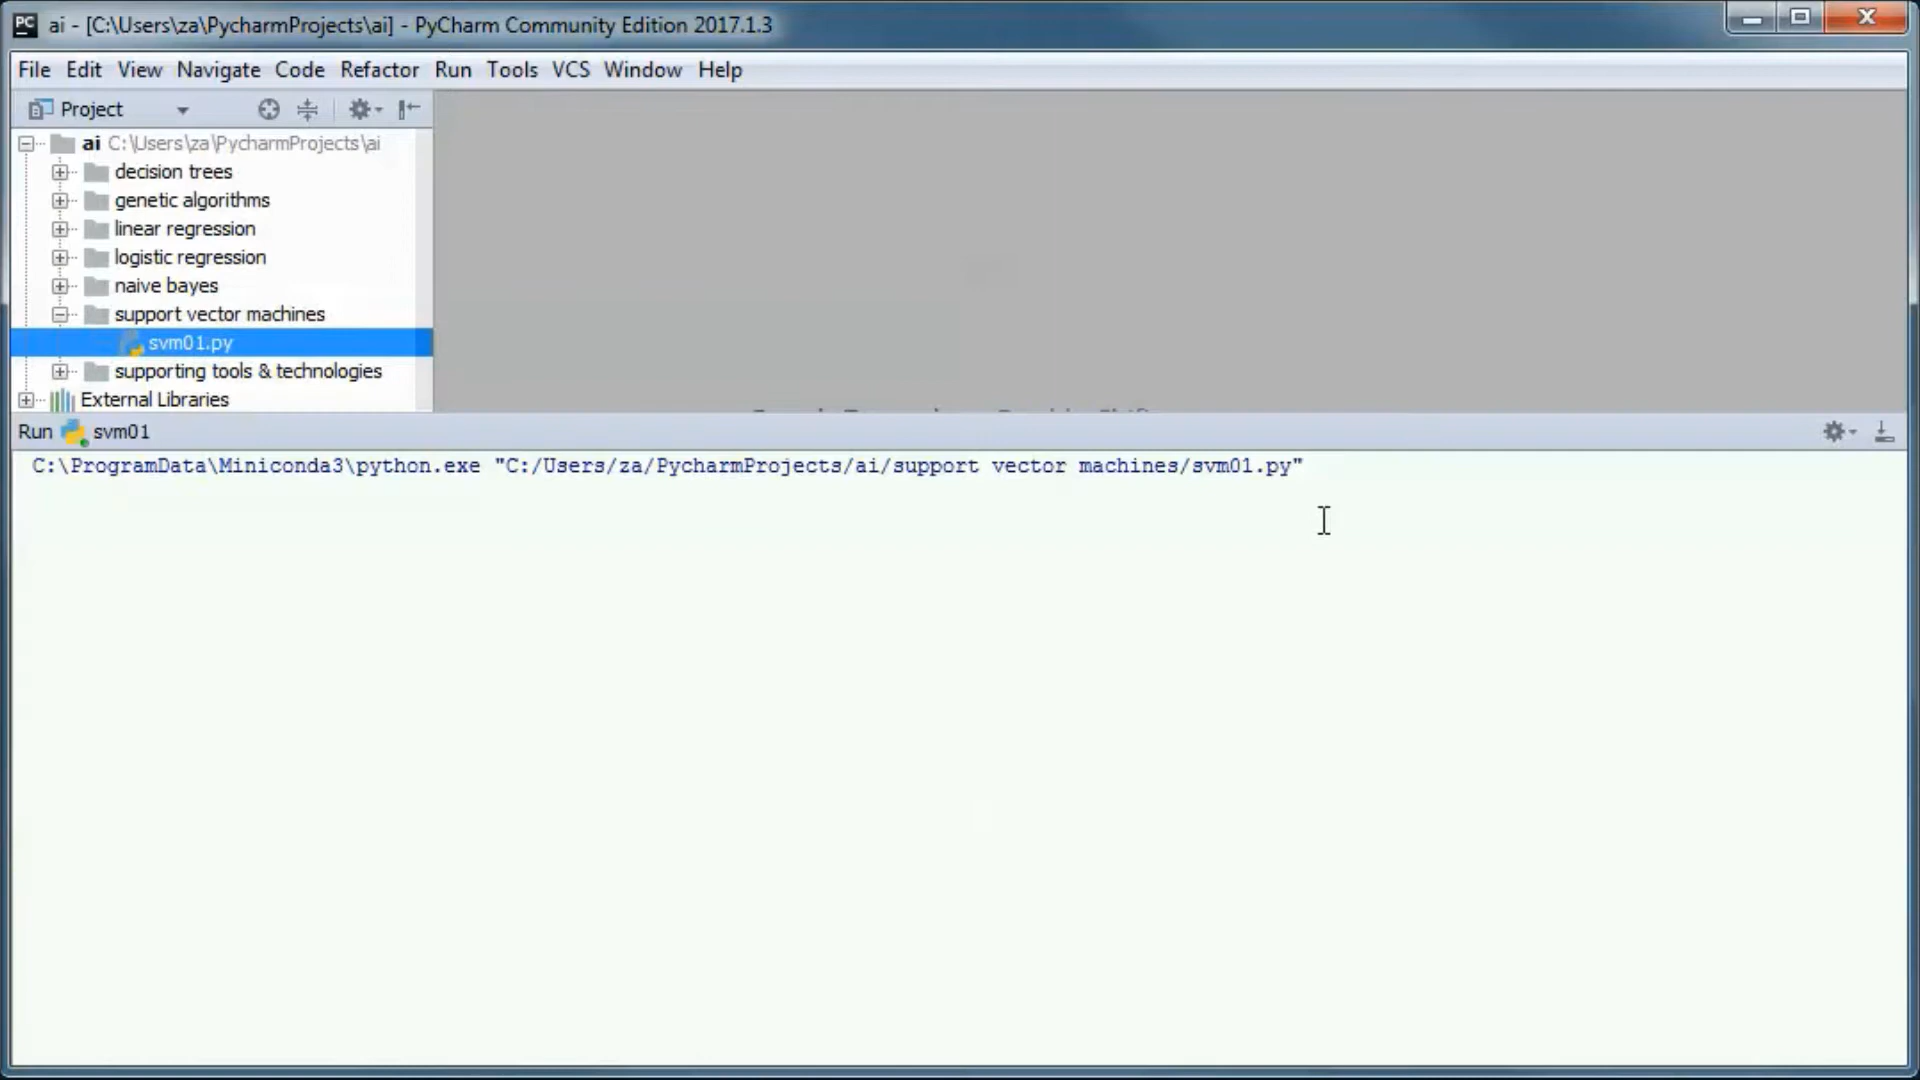 PC ai - [C:\Users\za\PycharmProjects\ai] - PyCharm Community Edition 2017.1.3
File Edit View Navigate Code Refactor Run Tools VCS Window Help
Project
ai C:\Users\za\PycharmProjects\ai
decision trees
genetic algorithms
linear regression
logistic regression
naive bayes
support vector machines
svm01.py
supporting tools & technologies
External Libraries
Run svm01
C:\ProgramData\Miniconda3\python.exe "C:/Users/za/PycharmProjects/ai/support vector machines/svm01.py"